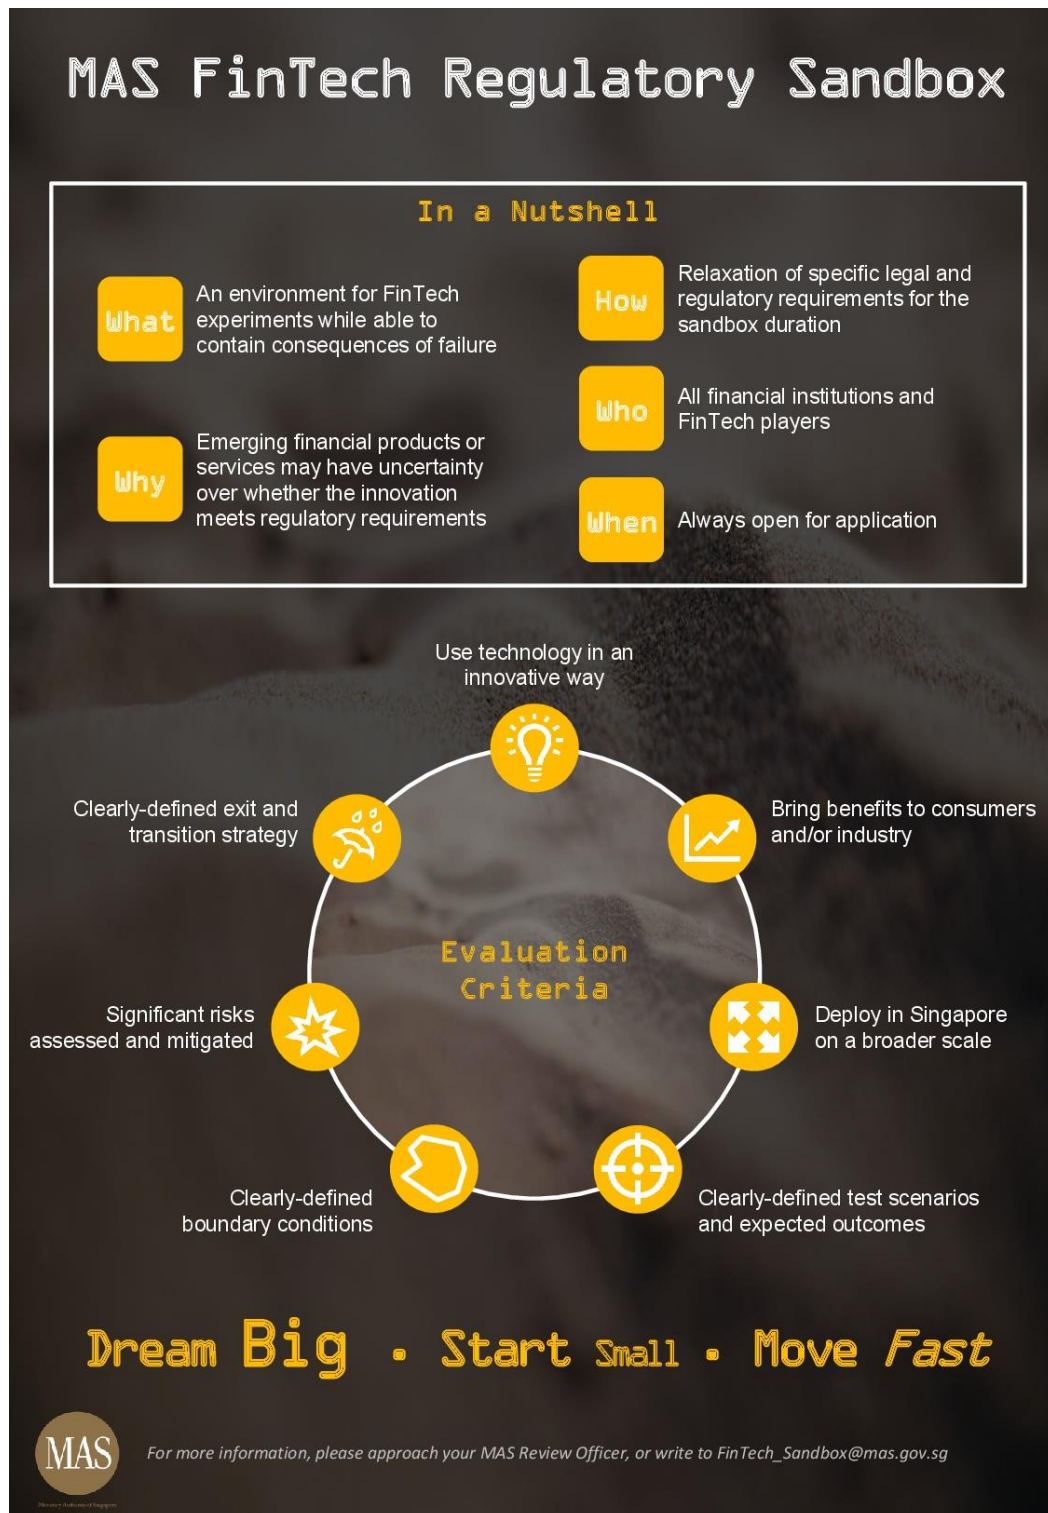 MAS FinTech Regulatory Sandbox
In a Nutshell
What
An environment for FinTech
experiments while able to
contain consequences of failure
Why
Emerging financial products or
services may have uncertainty
over whether the innovation
meets regulatory requirements
How
Relaxation of specific legal and
regulatory requirements for the
sandbox duration
Who
All financial institutions and
FinTech players
When
Always open for application
Use technology in an
innovative way
Bring benefits to consumers
and/or industry
Deploy in Singapore
on a broader scale
Clearly-defined test scenarios
and expected outcomes
Clearly-defined
boundary conditions
Significant risks
assessed and mitigated
Clearly-defined exit and
transition strategy
Evaluation
Criteria
Dream Big . Start Small . Move Fast
MAS
Monetary Authority of Singapore
For more information, please approach your MAS Review Officer, or write to FinTech_Sandbox@mas.gov.sg